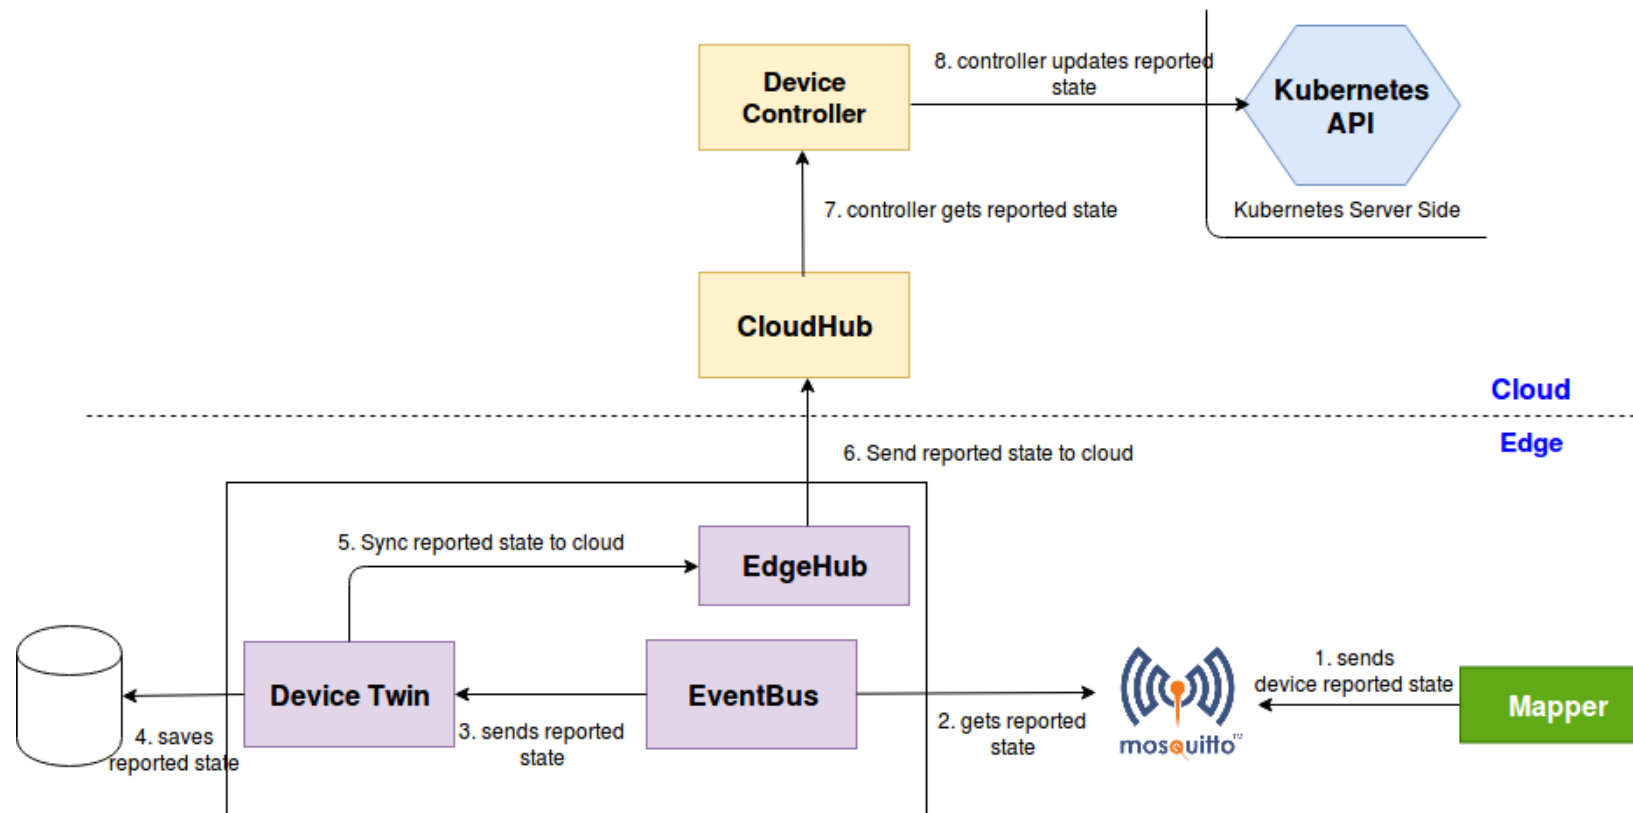 Device
Controller
8. controller updates reported
state
Kubernetes
API
7. controller gets reported state
Kubernetes Server Side
CloudHub
Cloud
Edge
6. Send reported state to cloud
5. Sync reported state to cloud
EdgeHub
1. sends
device reported state
Device Twin
EventBus
Mapper
2. gets reported
state
3. sends reported
state
4. saves
reported state
mosquitto™